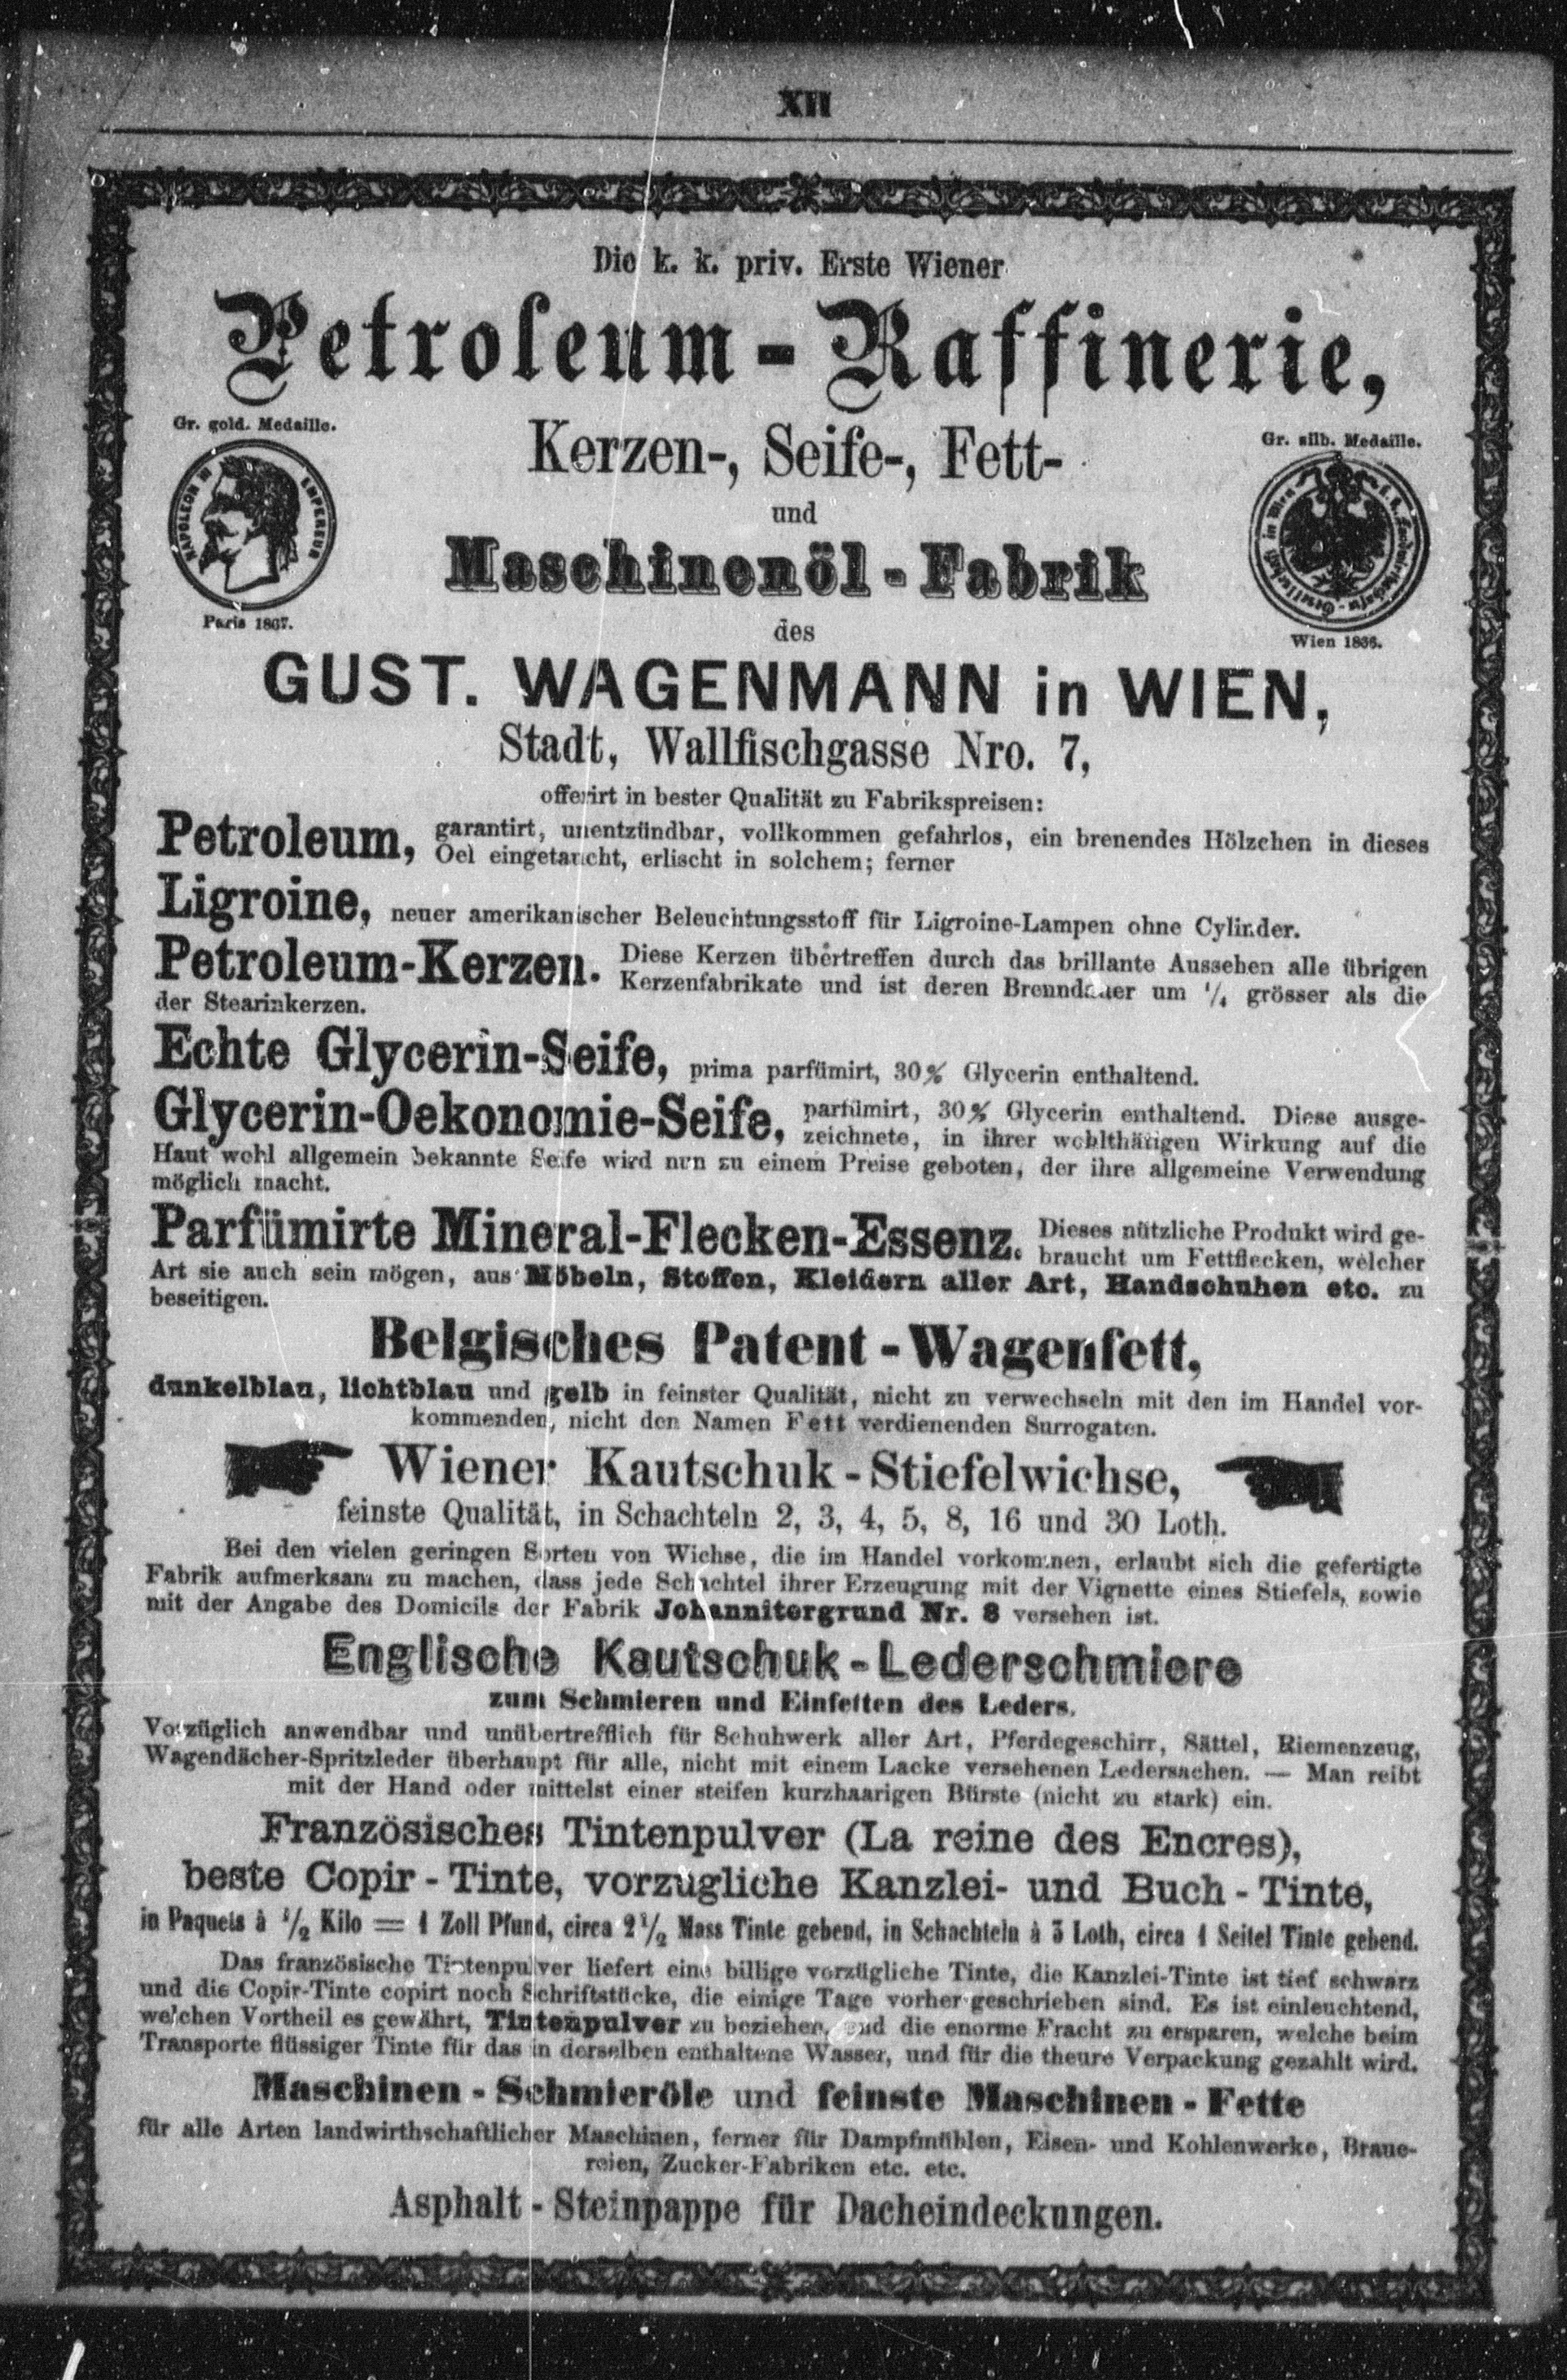 XII
Die k. k. priv. Erste Wiener
Petroleum - Raffinerie,
Gr. gold. Medaille.
Kerzen-, Seife-, Fett-
Gr. silb. Medaille.
NAPOLEON III EMPEREUR
und
Maschinenöl - Fabrik
Paris 1867.
des
Wien 1866.
GUST. WAGENMANN in WIEN,
Stadt, Wallfischgasse Nro. 7,
offerirt in bester Qualität zu Fabrikspreisen:
Petroleum, garantirt, unentzündbar, vollkommen gefahrlos, ein brenendes Hölzchen in dieses
Oel eingetaucht, erlischt in solchem; ferner
Ligroine, neuer amerikanischer Beleuchtungsstoff für Ligroine-Lampen ohne Cylinder.
Petroleum-Kerzen. Diese Kerzen übertreffen durch das brillante Aussehen alle übrigen
Kerzenfabrikate und ist deren Brenndauer um 1/4 grösser als die
der Stearinkerzen.
Echte Glycerin-Seife, prima parfümirt, 30% Glycerin enthaltend.
Glycerin-Oekonomie-Seife, parfümirt, 30% Glycerin enthaltend. Diese ausge-
zeichnete, in ihrer wohlthätigen Wirkung auf die
Haut wohl allgemein bekannte Seife wird nun zu einem Preise geboten, der ihre allgemeine Verwendung
möglich macht.
Parfümirte Mineral-Flecken-Essenz. Dieses nützliche Produkt wird ge-
braucht um Fettflecken, welcher
Art sie auch sein mögen, aus Möbeln, Stoffen, Kleidern aller Art, Handschuhen etc. zu
beseitigen.
Belgisches Patent - Wagenfett,
dunkelblau, lichtblau und gelb in feinster Qualität, nicht zu verwechseln mit den im Handel vor-
kommenden, nicht den Namen Fett verdienenden Surrogaten.
Wiener Kautschuk - Stiefelwichse,
feinste Qualität, in Schachteln 2, 3, 4, 5, 8, 16 und 30 Loth.
Bei den vielen geringen Sorten von Wichse, die im Handel vorkommen, erlaubt sich die gefertigte
Fabrik aufmerksam zu machen, dass jede Schachtel ihrer Erzeugung mit der Vignette eines Stiefels, sowie
mit der Angabe des Domicils der Fabrik Johannitergrund Nr. 8 versehen ist.
Englische Kautschuk - Lederschmiere
zum Schmieren und Einfetten des Leders.
Vorzüglich anwendbar und unübertrefflich für Schuhwerk aller Art, Pferdegeschirr, Sättel, Riemenzeug,
Wagendächer-Spritzleder überhaupt für alle, nicht mit einem Lacke versehenen Ledersachen. — Man reibt
mit der Hand oder mittelst einer steifen kurzhaarigen Bürste (nicht zu stark) ein.
Französisches Tintenpulver (La reine des Encres),
beste Copir - Tinte, vorzügliche Kanzlei- und Buch - Tinte,
in Paquets à 1/2 Kilo = 1 Zoll Pfund, circa 2 1/2 Mass Tinte gebend, in Schachteln à 3 Loth, circa 1 Seitel Tinte gebend.
Das französische Tintenpulver liefert eine billige vorzügliche Tinte, die Kanzlei-Tinte ist tief schwarz
und die Copir-Tinte copirt noch Schriftstücke, die einige Tage vorher geschrieben sind. Es ist einleuchtend,
welchen Vortheil es gewährt, Tintenpulver zu beziehen, und die enorme Fracht zu ersparen, welche beim
Transporte flüssiger Tinte für das in derselben enthaltene Wasser, und für die theure Verpackung gezahlt wird.
Maschinen - Schmieröle und feinste Maschinen - Fette
für alle Arten landwirthschaftlicher Maschinen, ferner für Dampfmühlen, Eisen- und Kohlenwerke, Braue-
reien, Zucker-Fabriken etc. etc.
Asphalt - Steinpappe für Dacheindeckungen.